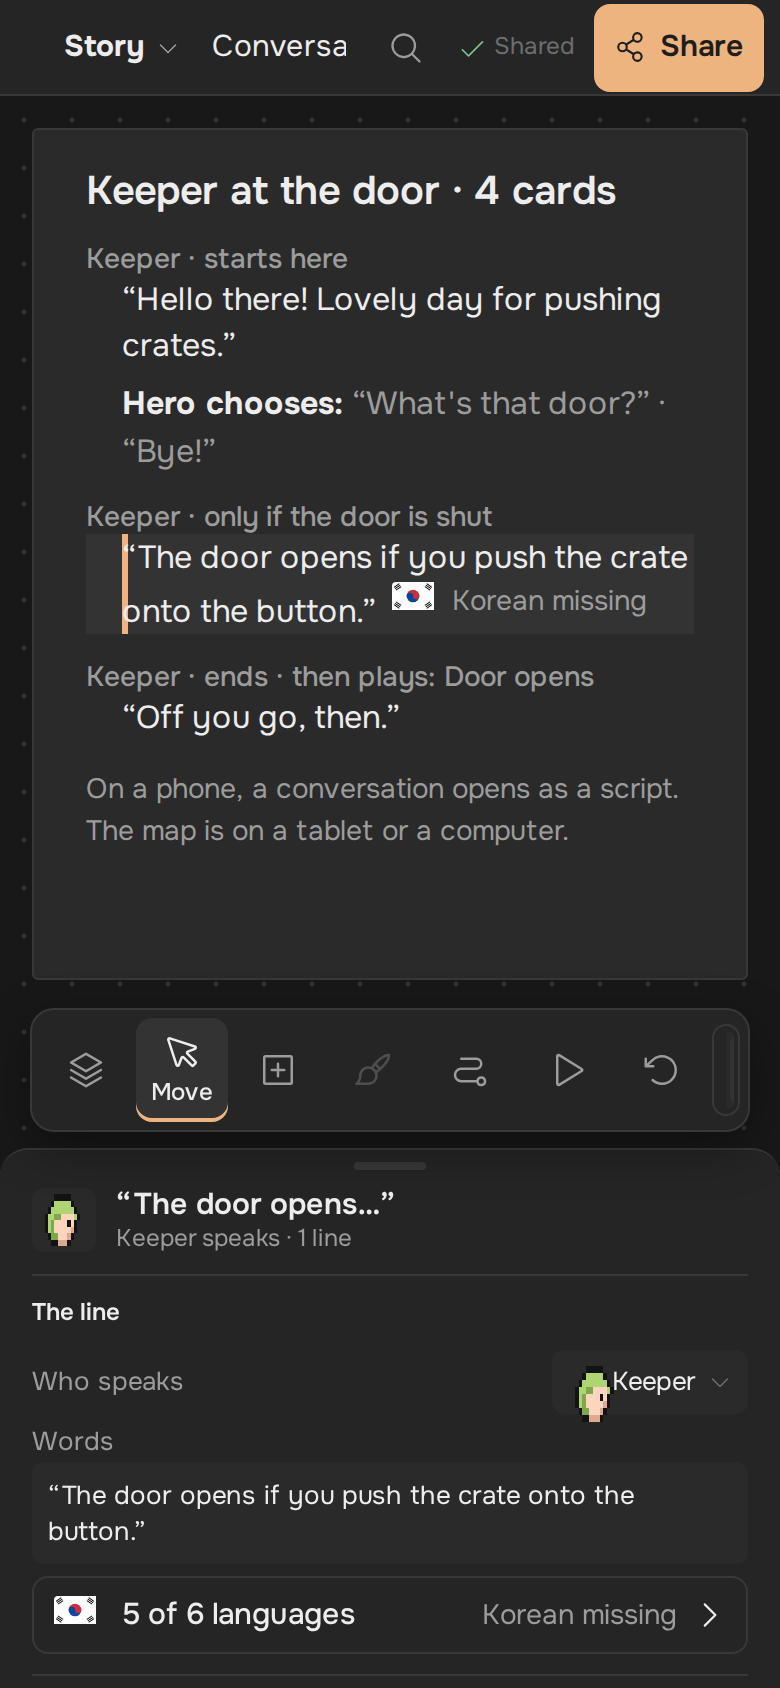 Story
Conversa
Shared
Share
Keeper at the door · 4 cards
Keeper · starts here
“Hello there! Lovely day for pushing
crates.”
Hero chooses: “What's that door?” ·
“Bye!”
Keeper · only if the door is shut
“The door opens if you push the crate
onto the button.” Korean missing
Keeper · ends · then plays: Door opens
“Off you go, then.”
On a phone, a conversation opens as a script.
The map is on a tablet or a computer.
Move
“The door opens...”
Keeper speaks · 1 line
The line
Who speaks
Keeper
Words
“The door opens if you push the crate onto the
button.”
5 of 6 languages
Korean missing